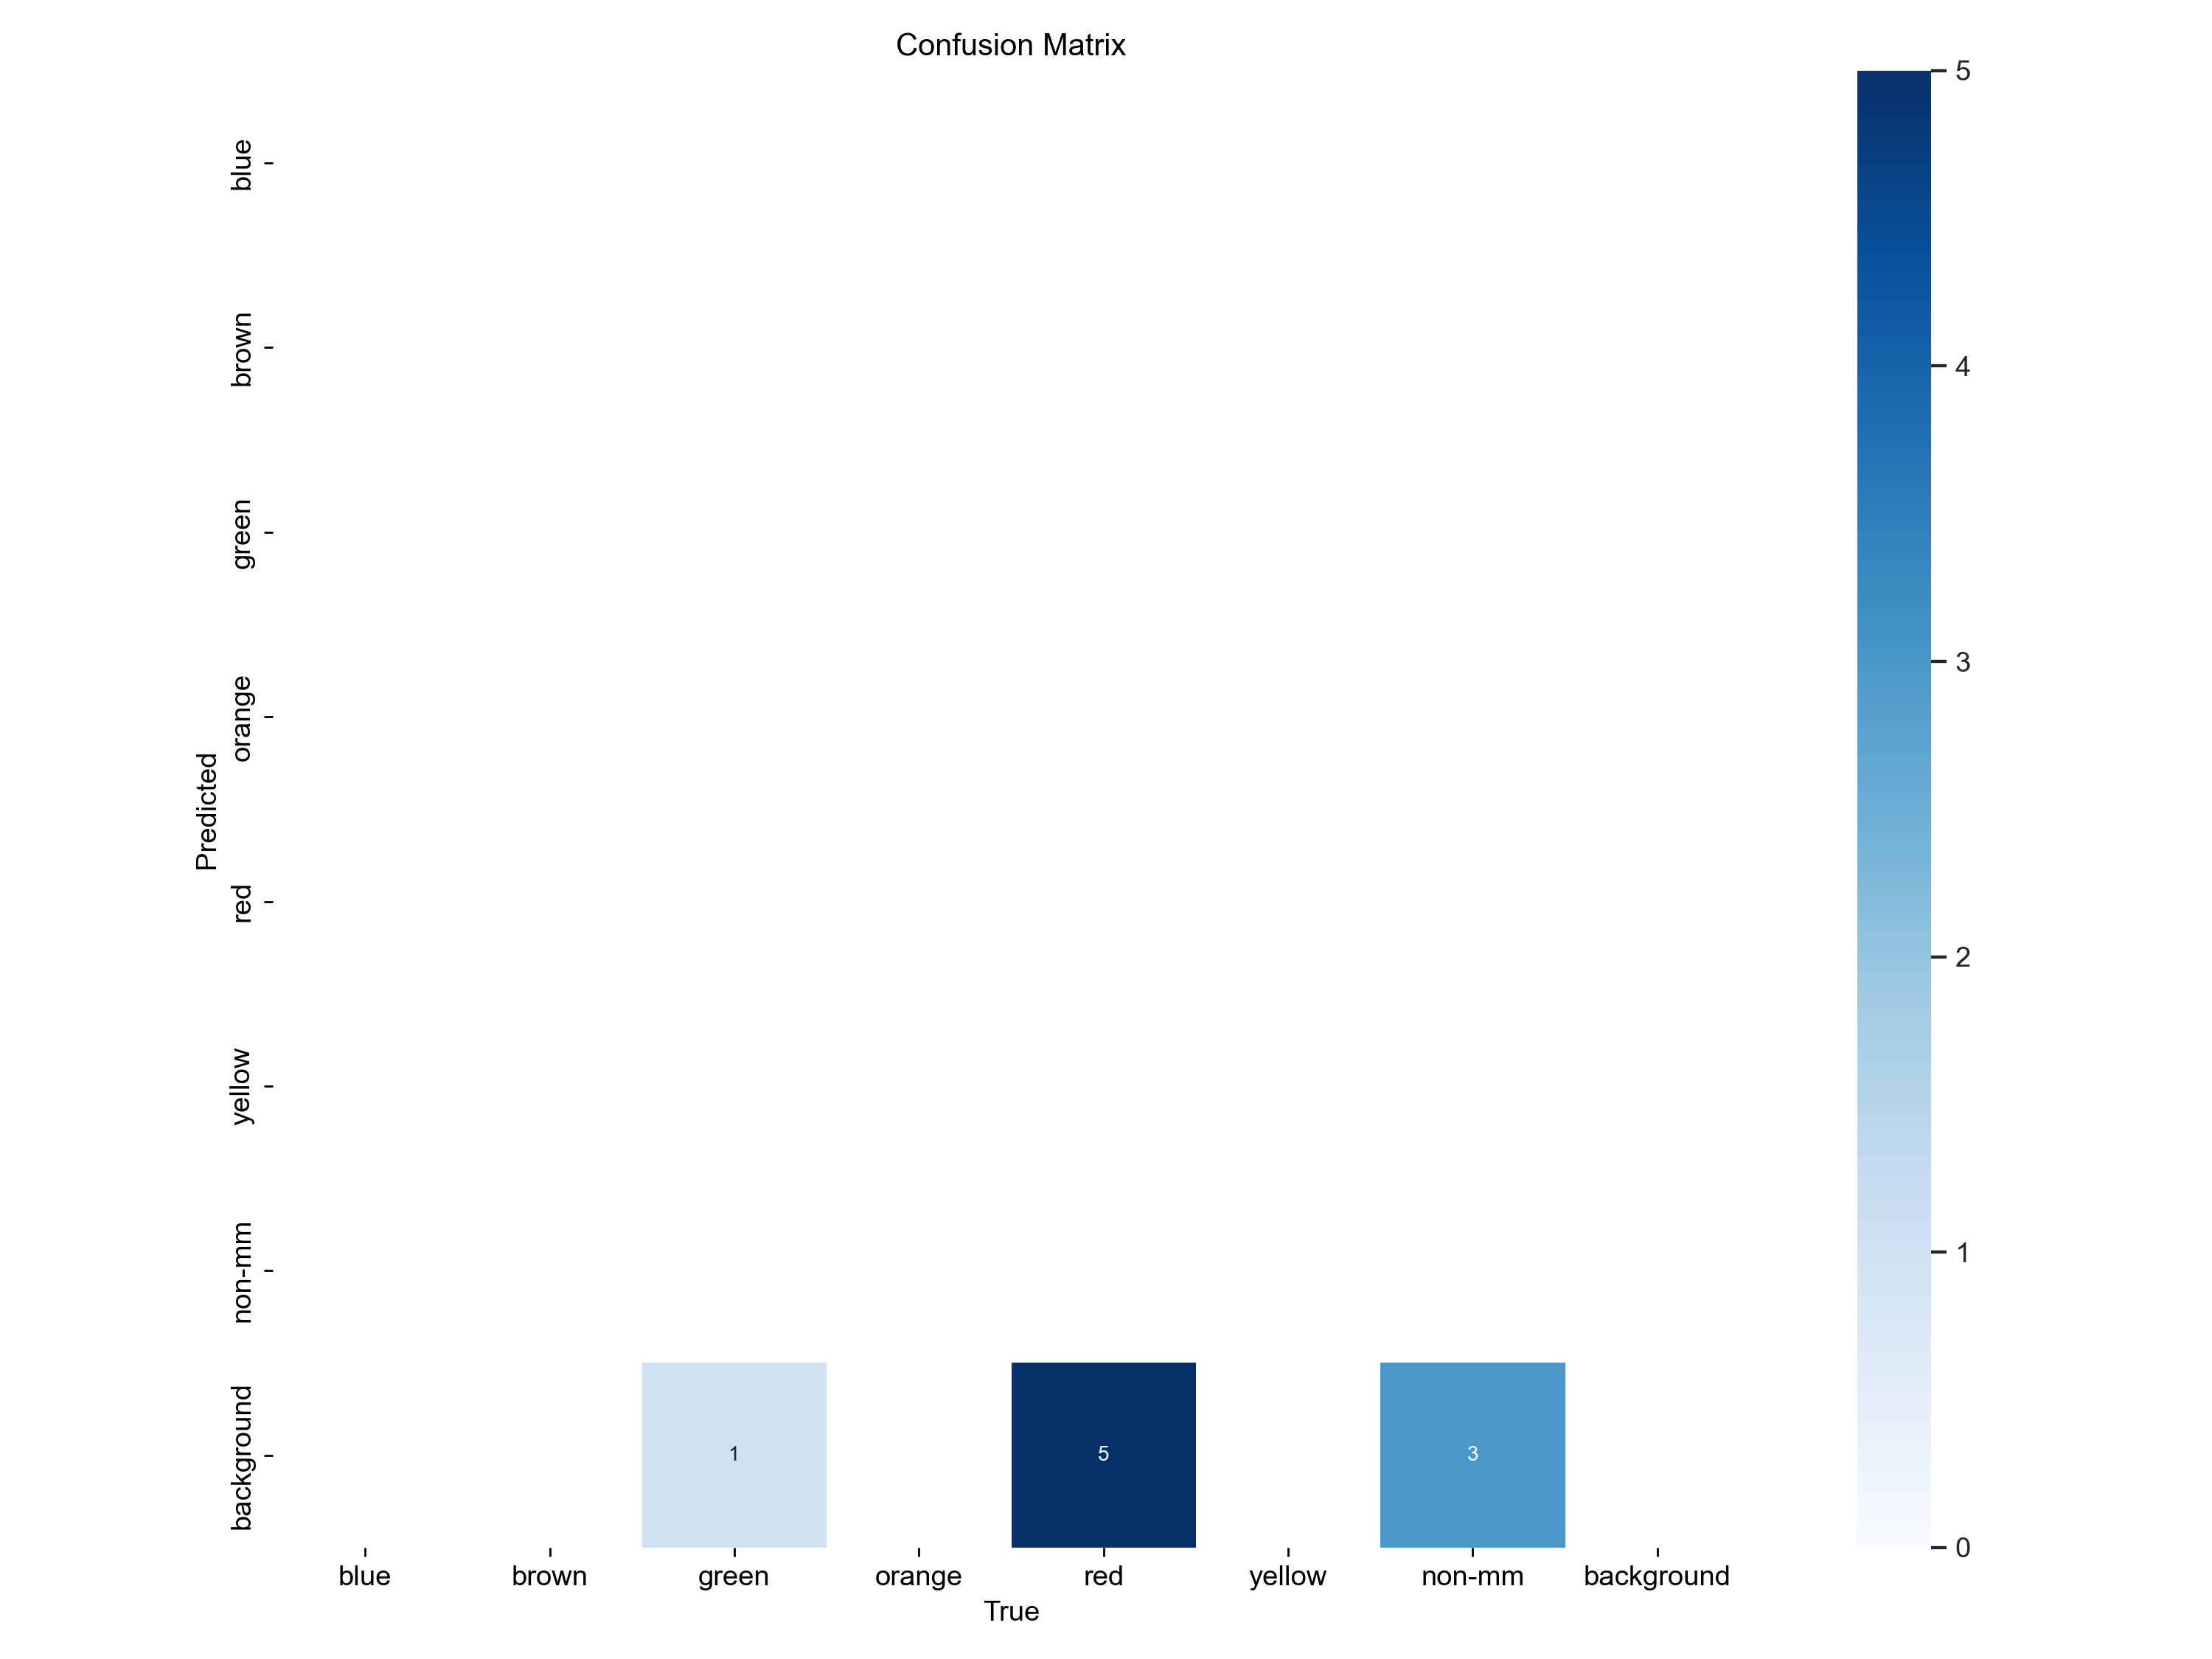 Confusion Matrix
Predicted
blue
brown
green
orange
red
yellow
non-mm
background
1
5
3
blue brown green orange red yellow non-mm background
True
5
4
3
2
1
0